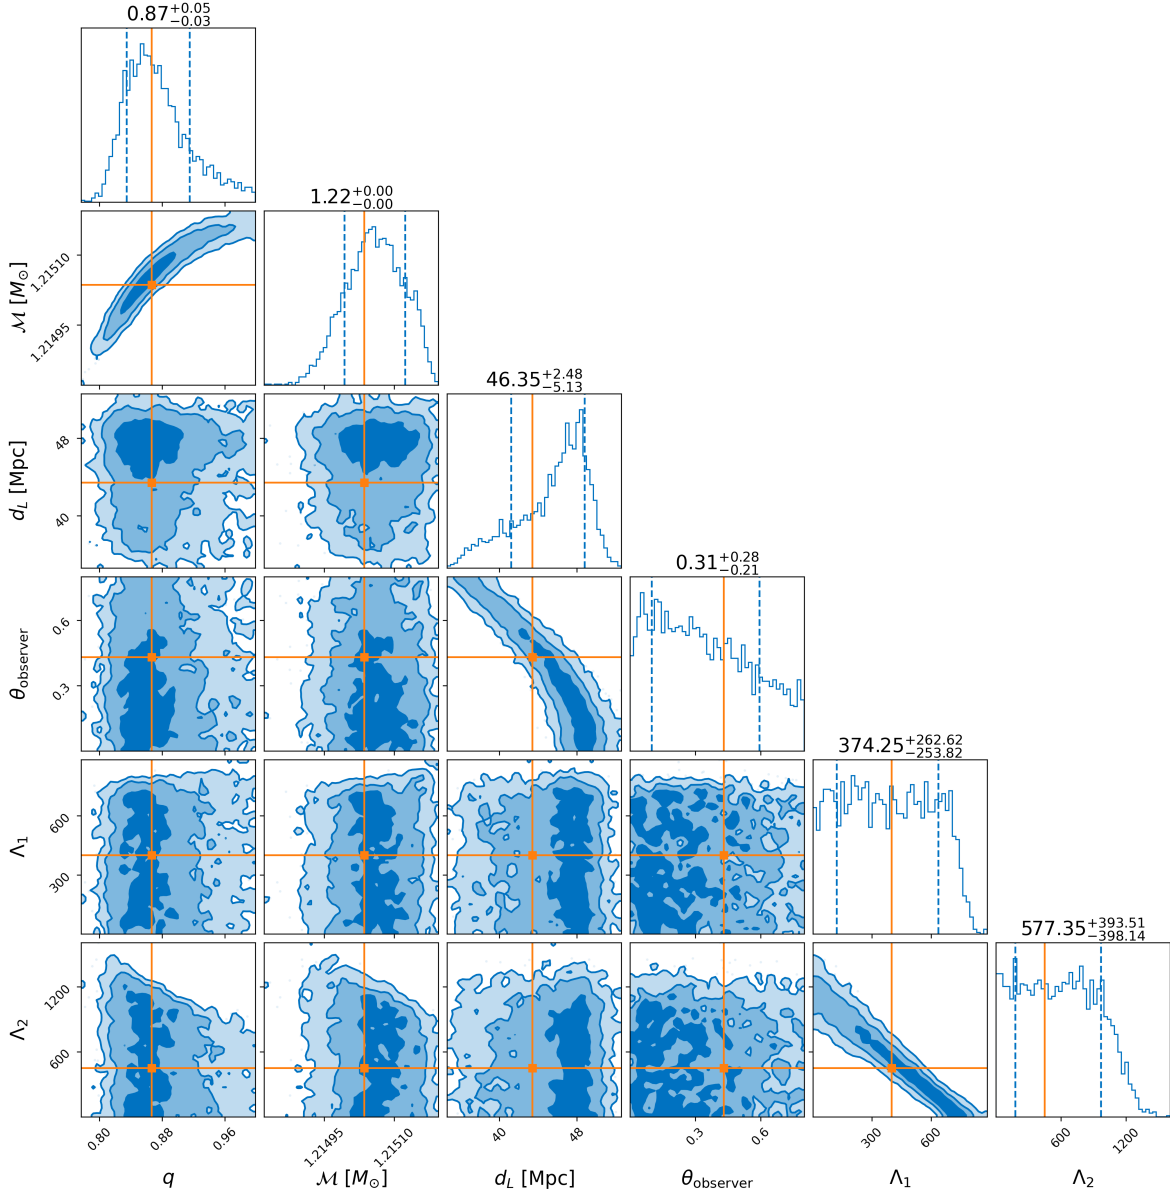 0.87+0.05−0.03
1.22+0.00−0.00
1.21510
1.21495
ℳ [M⊙]
46.35+2.48−5.13
48
40
dL [Mpc]
0.31+0.28−0.21
0.6
0.3
θobserver
374.25+262.62−253.82
600
300
Λ1
577.35+393.51−398.14
1200
600
Λ2
0.80 0.88 0.96 1.21495 1.21510 40 48 0.3 0.6 300 600 600 1200
q ℳ [M⊙] dL [Mpc] θobserver Λ1 Λ2